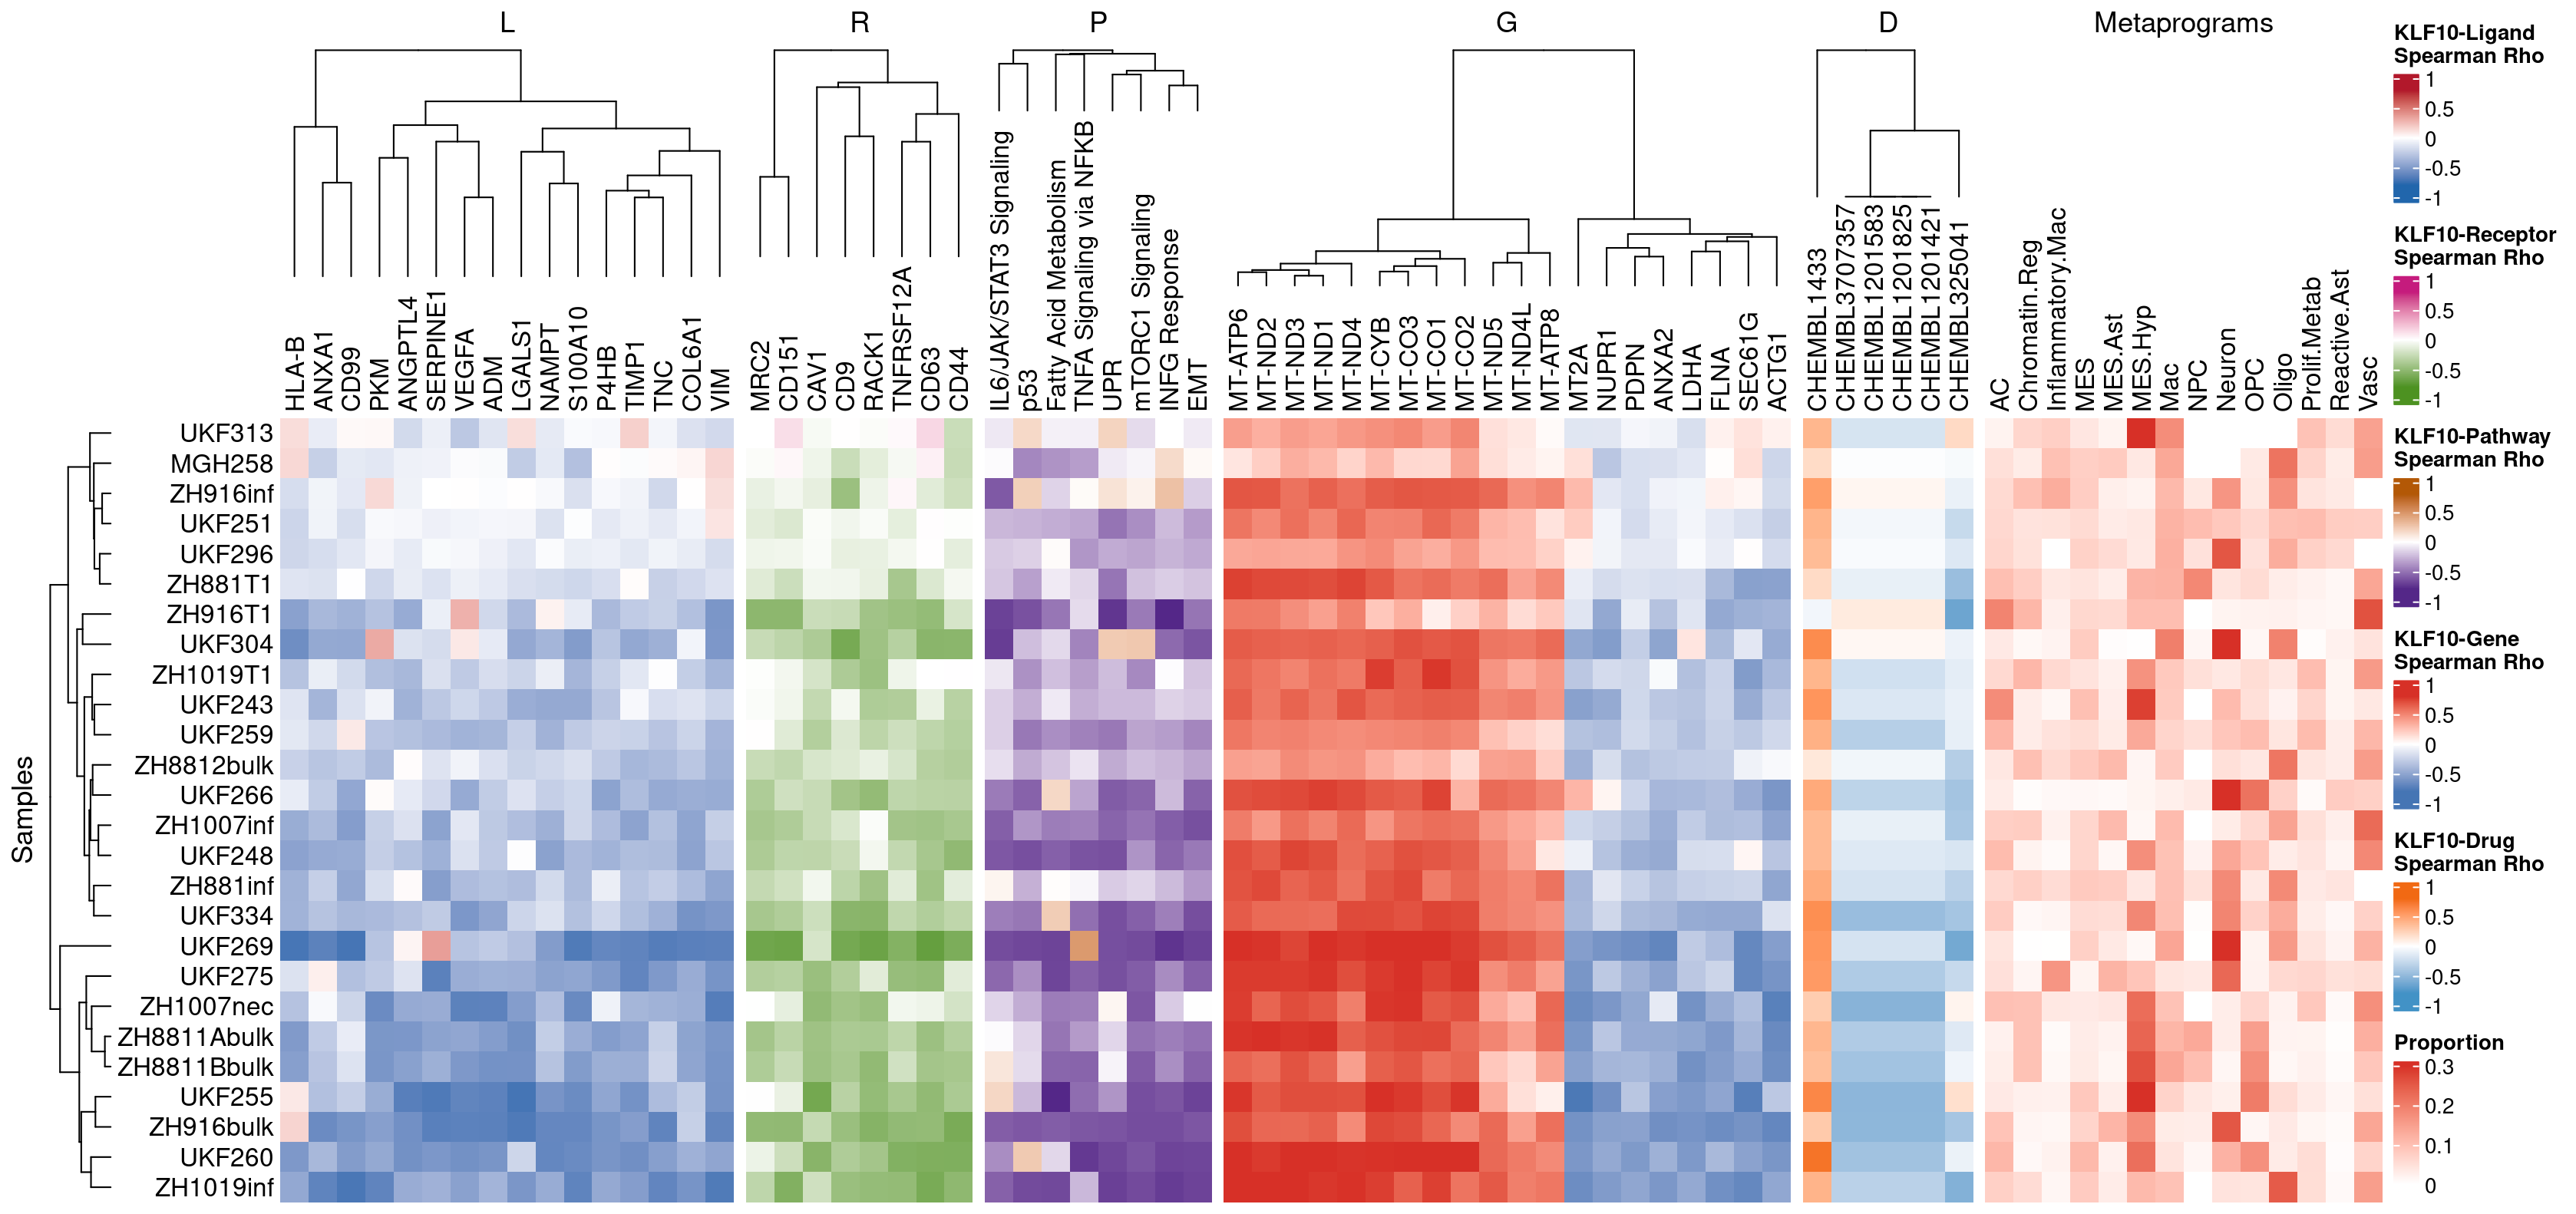 L
R
P
G
D
Metaprograms
HLA-B
ANXA1
CD99
PKM
ANGPTL4
SERPINE1
VEGFA
ADM
LGALS1
NAMPT
S100A10
P4HB
TIMP1
TNC
COL6A1
VIM
MRC2
CD151
CAV1
CD9
RACK1
TNFRSF12A
CD63
CD44
IL6/JAK/STAT3 Signaling
p53
Fatty Acid Metabolism
TNFA Signaling via NFKB
UPR
mTORC1 Signaling
INFG Response
EMT
MT-ATP6
MT-ND2
MT-ND3
MT-ND1
MT-ND4
MT-CYB
MT-CO3
MT-CO1
MT-CO2
MT-ND5
MT-ND4L
MT-ATP8
MT2A
NUPR1
PDPN
ANXA2
LDHA
FLNA
SEC61G
ACTG1
CHEMBL1433
CHEMBL3707357
CHEMBL1201583
CHEMBL1201825
CHEMBL1201421
CHEMBL325041
AC
Chromatin.Reg
Inflammatory.Mac
MES
MES.Ast
MES.Hyp
Mac
NPC
Neuron
OPC
Oligo
Prolif.Metab
Reactive.Ast
Vasc
Samples
UKF313
MGH258
ZH916inf
UKF251
UKF296
ZH881T1
ZH916T1
UKF304
ZH1019T1
UKF243
UKF259
ZH8812bulk
UKF266
ZH1007inf
UKF248
ZH881inf
UKF334
UKF269
UKF275
ZH1007nec
ZH8811Abulk
ZH8811Bbulk
UKF255
ZH916bulk
UKF260
ZH1019inf
KLF10-Ligand
Spearman Rho
1
0.5
0
-0.5
-1
KLF10-Receptor
Spearman Rho
1
0.5
0
-0.5
-1
KLF10-Pathway
Spearman Rho
1
0.5
0
-0.5
-1
KLF10-Gene
Spearman Rho
1
0.5
0
-0.5
-1
KLF10-Drug
Spearman Rho
1
0.5
0
-0.5
-1
Proportion
0.3
0.2
0.1
0